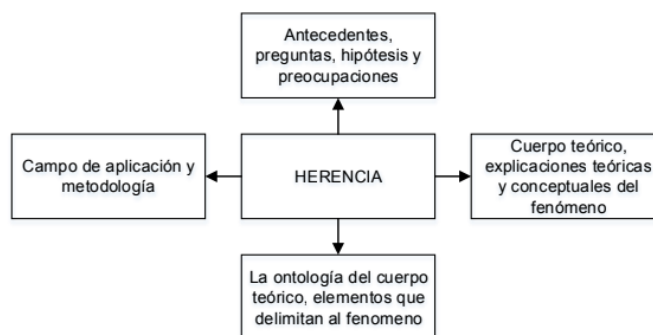 Antecedentes,
preguntas, hipótesis y
preocupaciones
Campo de aplicación y
metodología
HERENCIA
Cuerpo teórico,
explicaciones teóricas
y conceptuales del
fenómeno
La ontología del cuerpo
teórico, elementos que
delimitan al fenomeno